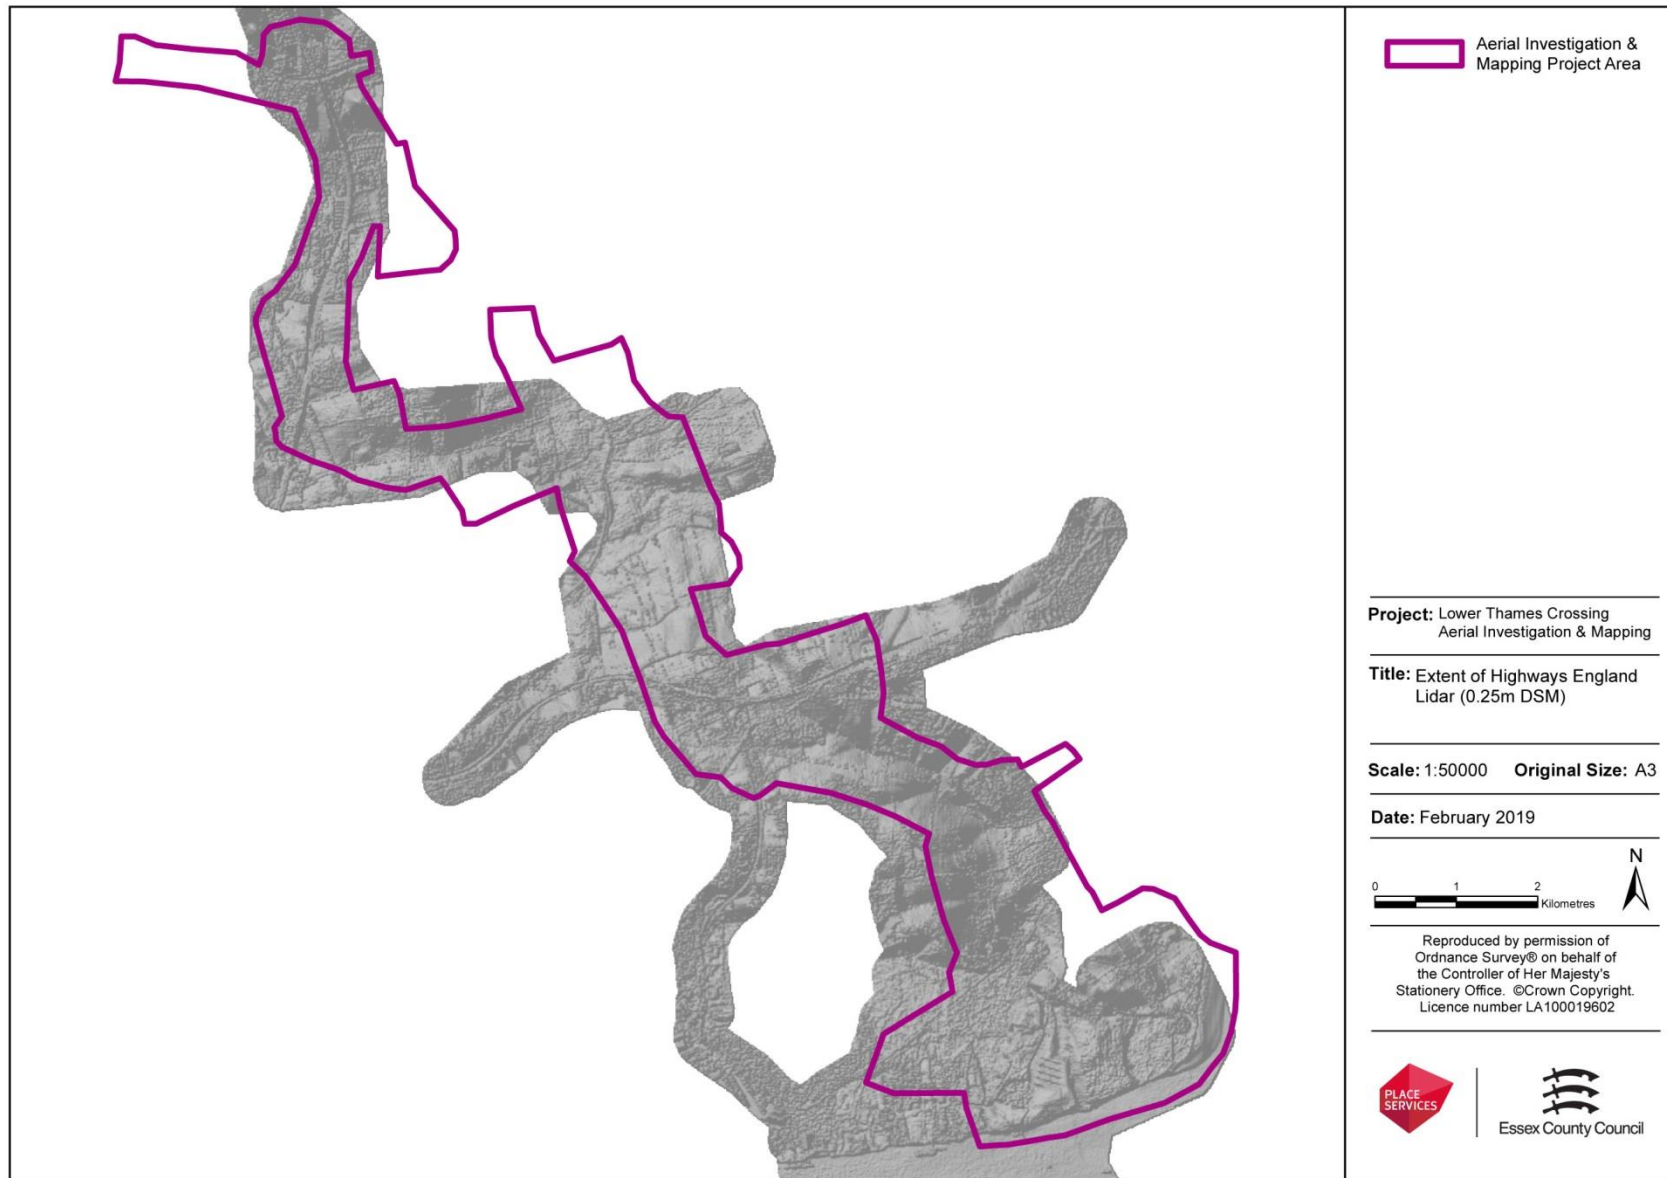 Aerial Investigation &
Mapping Project Area
Project: Lower Thames Crossing
Aerial Investigation & Mapping
Title: Extent of Highways England
Lidar (0.25m DSM)
Scale: 1:50000 Original Size: A3
Date: February 2019
N
0 1 2
Kilometres
Reproduced by permission of
Ordnance Survey® on behalf of
the Controller of Her Majesty's
Stationery Office. ©Crown Copyright.
Licence number LA100019602
PLACE
SERVICES
Essex County Council